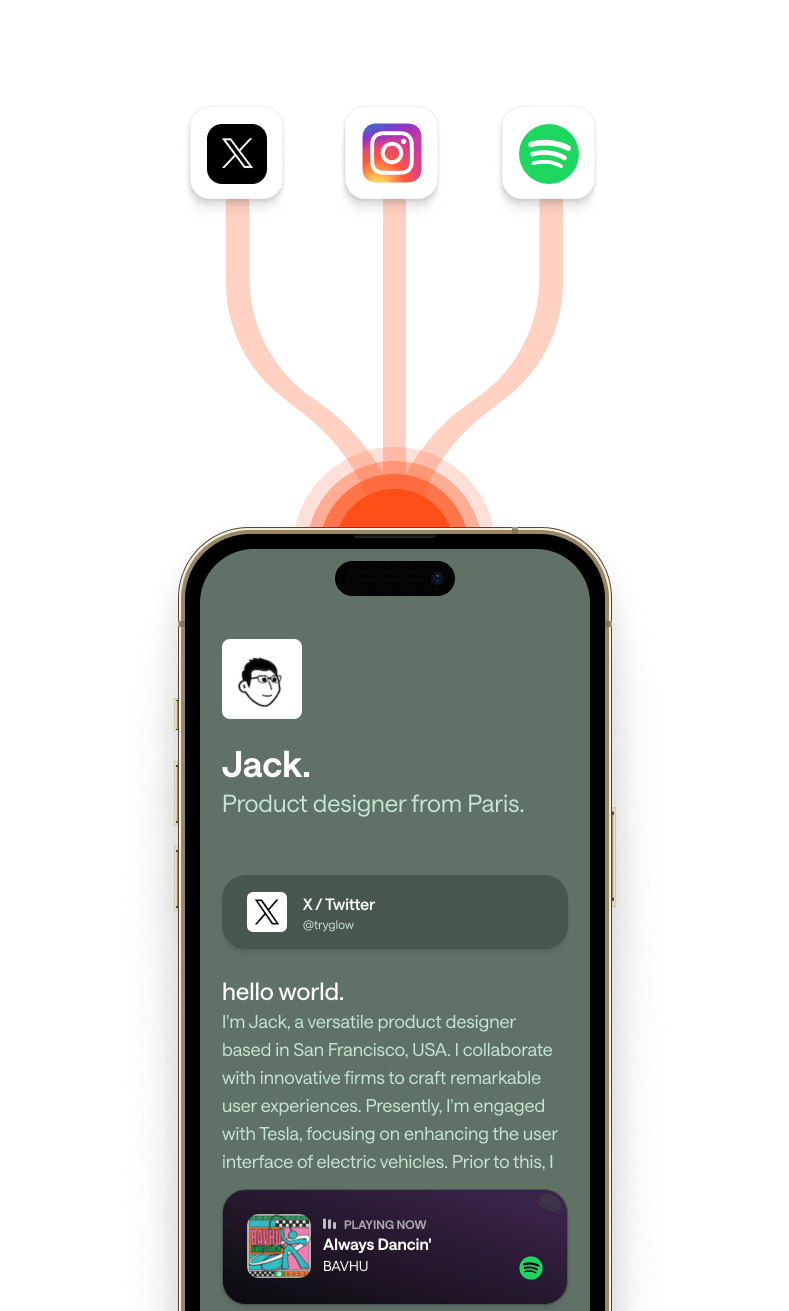 Jack.
Product designer from Paris.
X / Twitter
@tryglow
hello world.
I'm Jack, a versatile product designer
based in San Francisco, USA. I collaborate
with innovative firms to craft remarkable
user experiences. Presently, I'm engaged
with Tesla, focusing on enhancing the user
interface of electric vehicles. Prior to this, I
BAVHU
PLAYING NOW
Always Dancin'
BAVHU